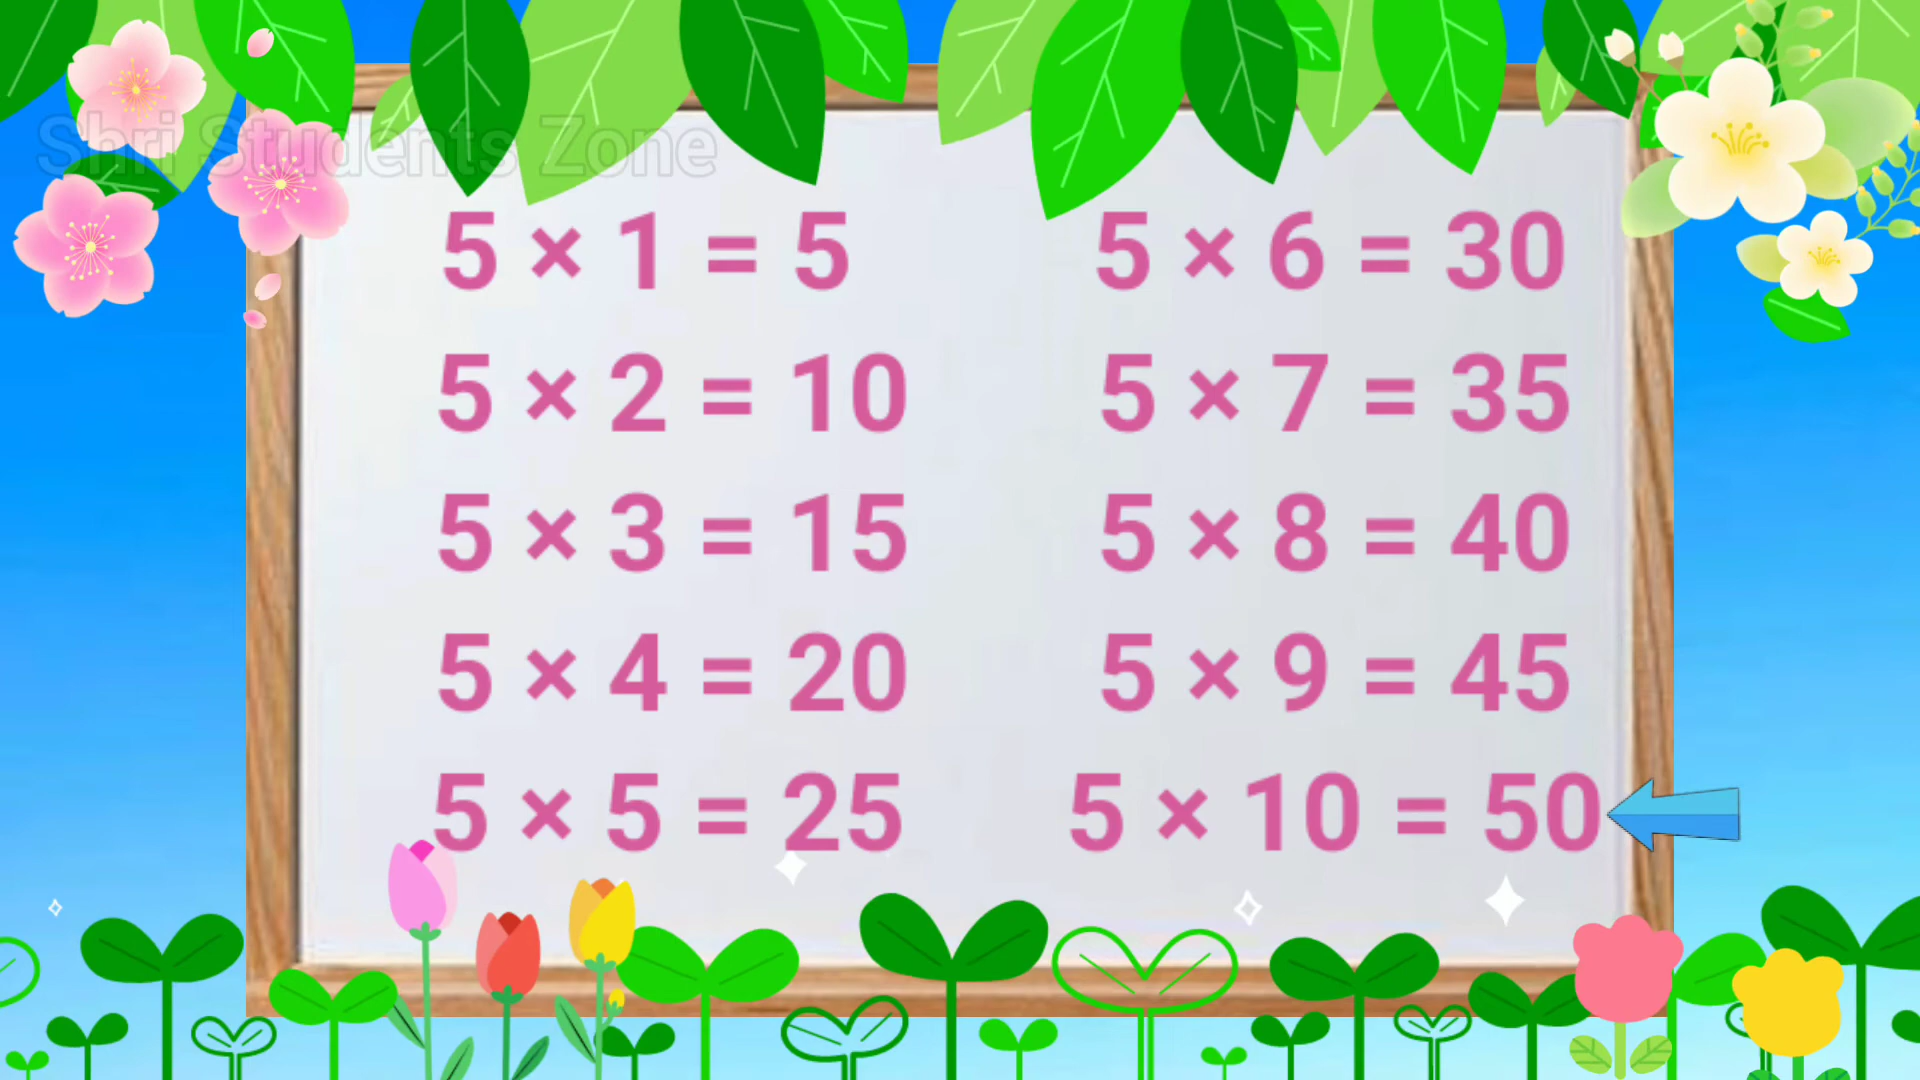 Shri Students Zone
5 × 1 = 5
5 × 2 = 10
5 × 3 = 15
5 × 4 = 20
5 × 5 = 25
5 × 6 = 30
5 × 7 = 35
5 × 8 = 40
5 × 9 = 45
5 × 10 = 50